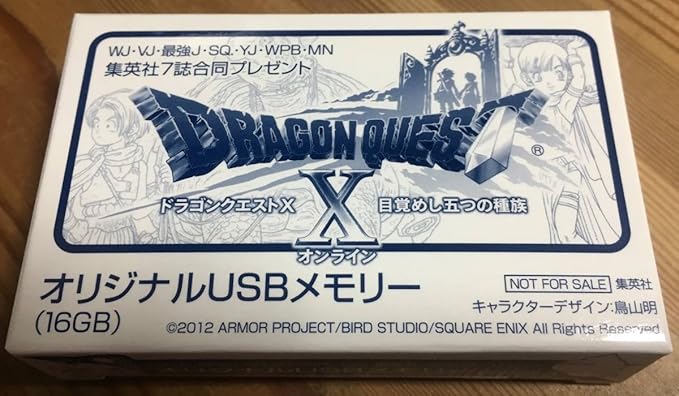 WJ・VJ・最強J・SQ.・YJ・WPB・MN
集英社7誌合同プレゼント
DRAGON QUEST ®
X
ドラゴンクエストX 目覚めし五つの種族
オンライン
オリジナルUSBメモリー
(16GB)
NOT FOR SALE 集英社
キャラクターデザイン:鳥山明
©2012 ARMOR PROJECT/BIRD STUDIO/SQUARE ENIX All Rights Reserved